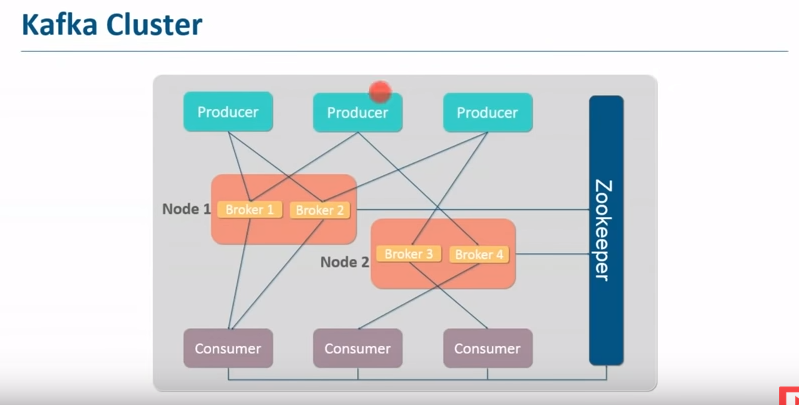 Kafka Cluster
Producer
Producer
Producer
Node 1
Broker 1
Broker 2
Node 2
Broker 3
Broker 4
Zookeeper
Consumer
Consumer
Consumer